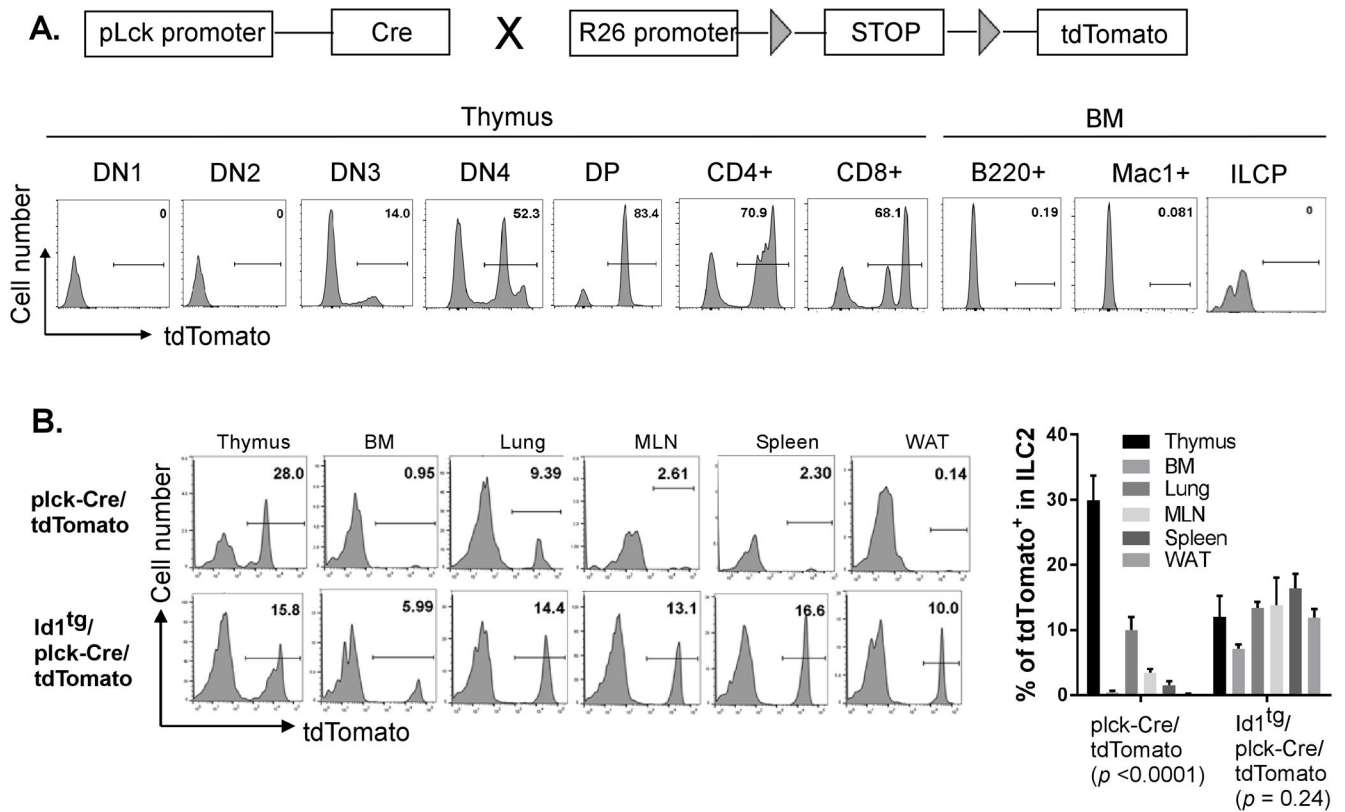 A.
pLck promoter Cre X R26 promoter STOP tdTomato
Thymus BM
DN1 DN2 DN3 DN4 DP CD4+ CD8+ B220+ Mac1+ ILCP
0 0 14.0 52.3 83.4 70.9 68.1 0.19 0.081 0
Cell number
tdTomato
B.
Thymus BM Lung MLN Spleen WAT
plck-Cre/
tdTomato
28.0 0.95 9.39 2.61 2.30 0.14
Cell number
Id1tg/
plck-Cre/
tdTomato
15.8 5.99 14.4 13.1 16.6 10.0
tdTomato
% of tdTomato+ in ILC2
40
30
20
10
0
Thymus
BM
Lung
MLN
Spleen
WAT
plck-Cre/
tdTomato
(p <0.0001)
Id1tg/
plck-Cre/
tdTomato
(p = 0.24)